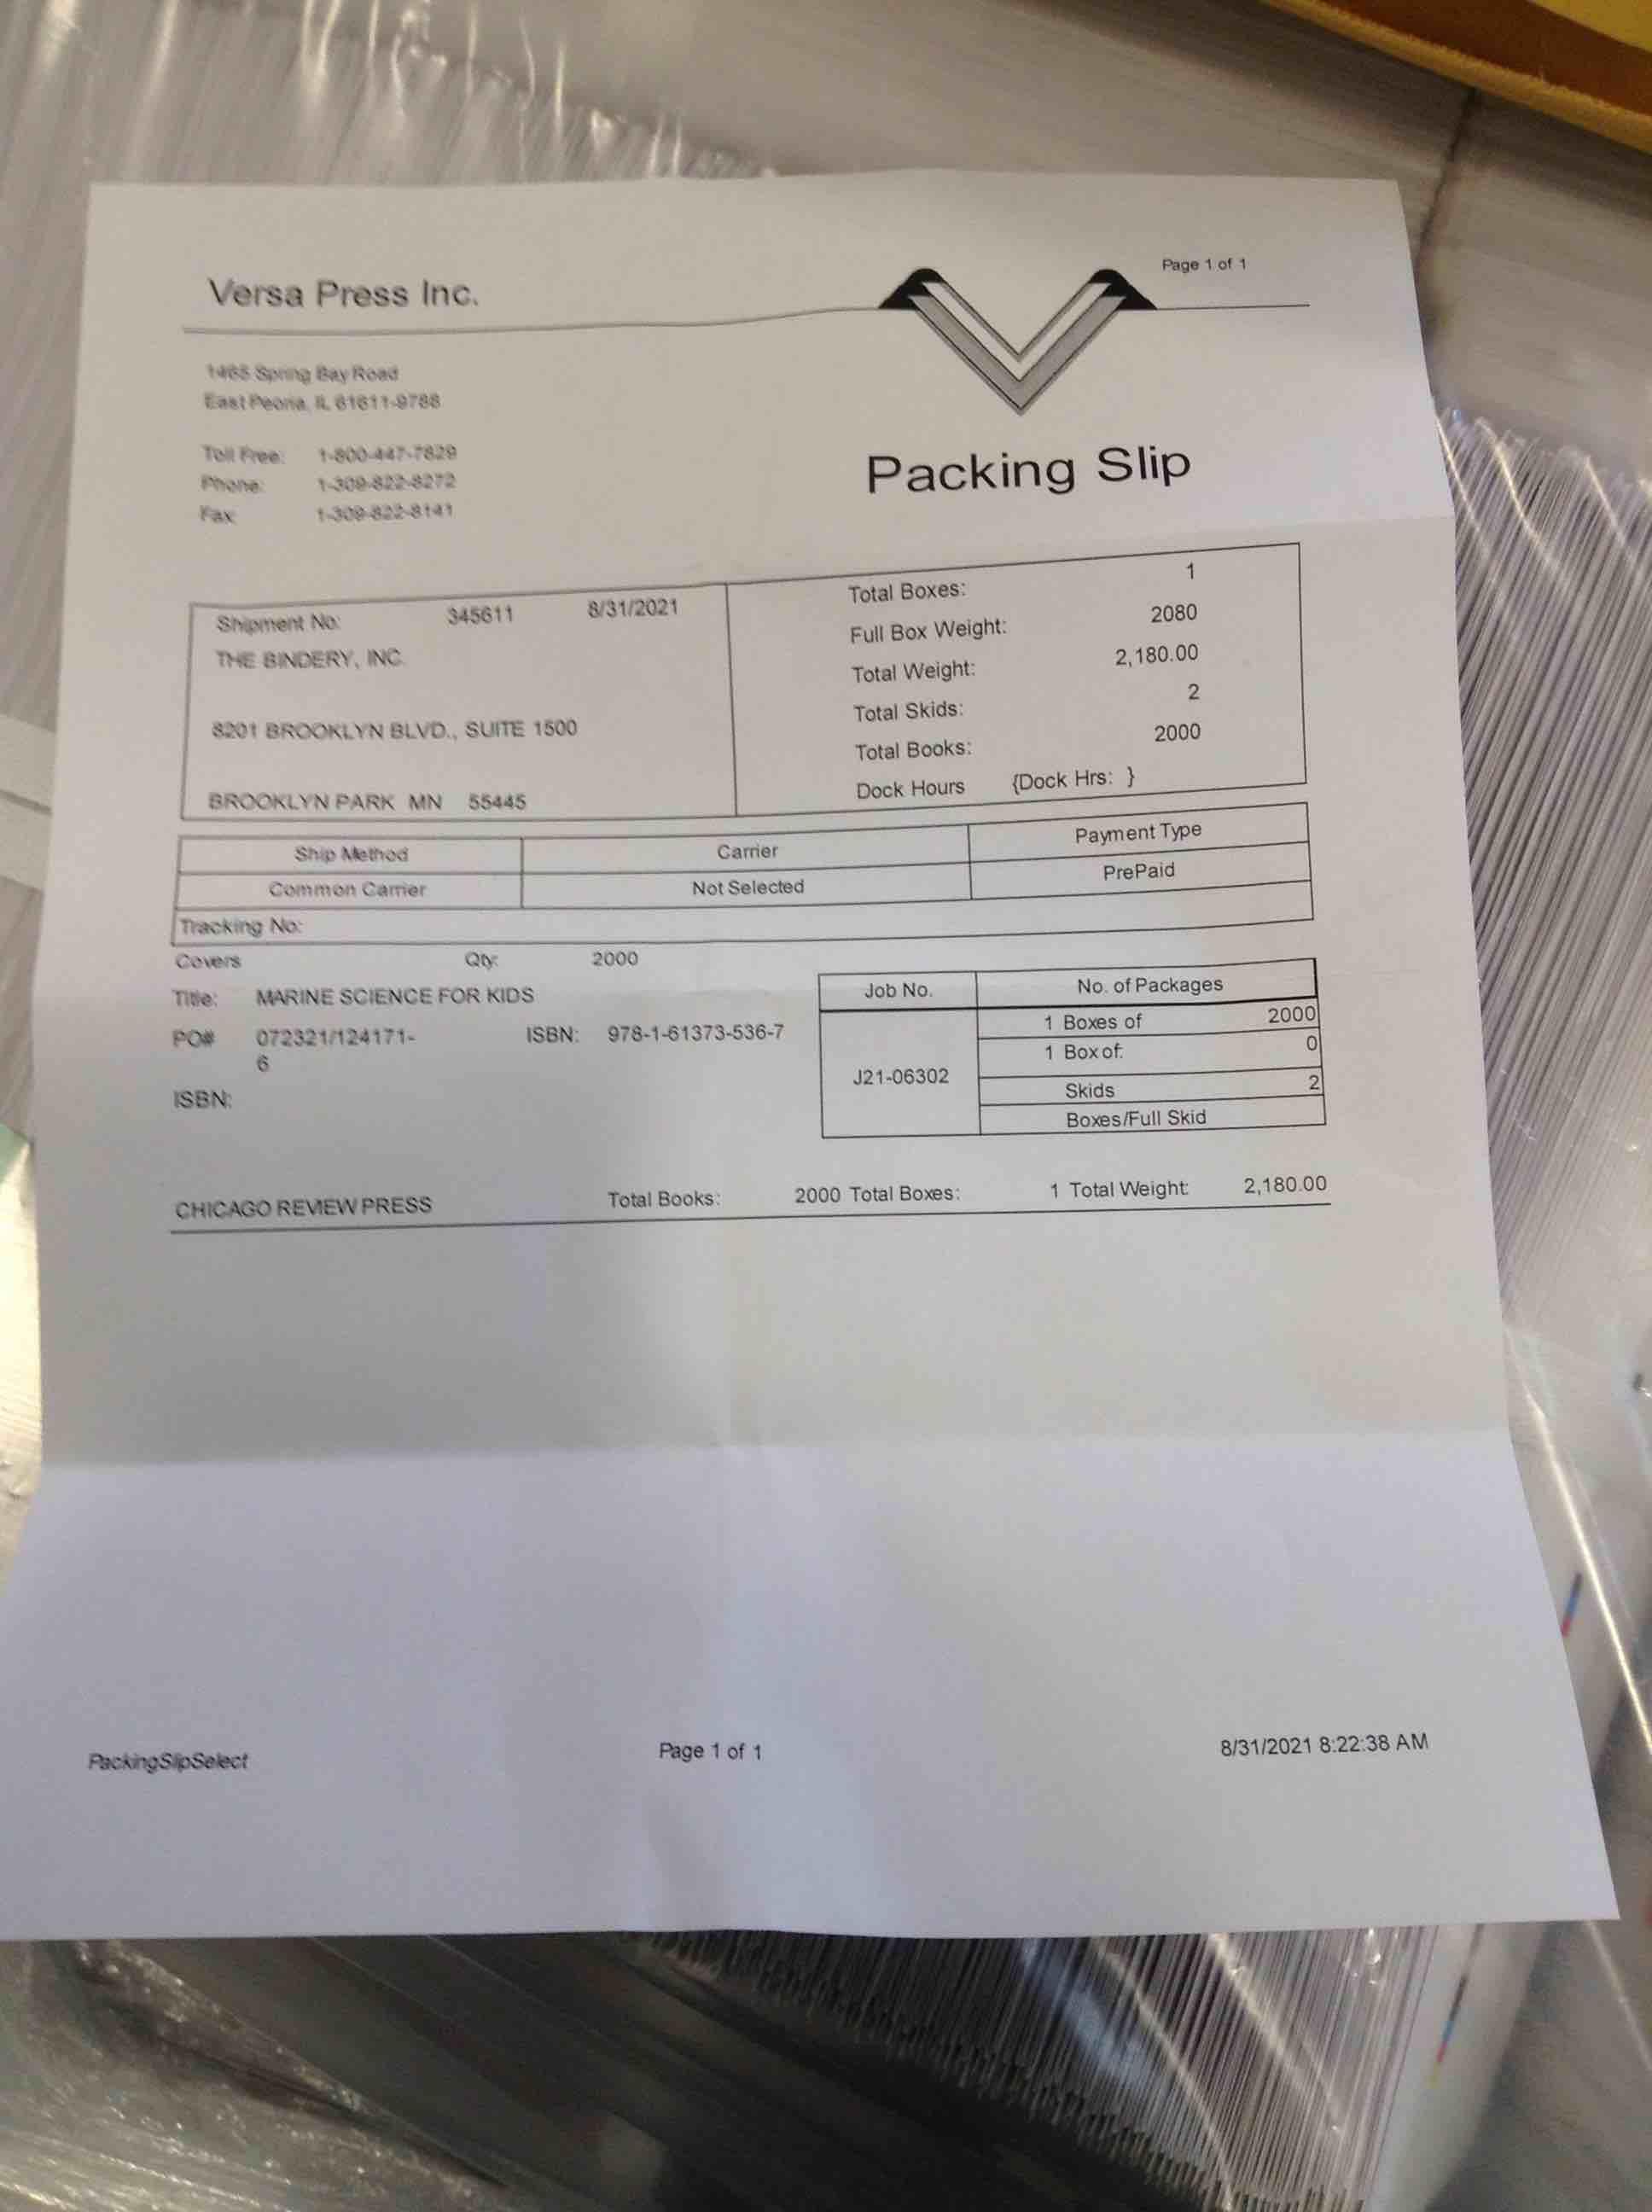 Page 1 of 1
Versa Press Inc.
1465 Spring Bay Road
East Peoria, IL 61611-9788
Toll Free: 1-800-447-7829
Phone: 1-309-822-8272
Fax: 1-309-822-8141
Packing Slip
Shipment No: 345611 8/31/2021
THE BINDERY, INC.
8201 BROOKLYN BLVD., SUITE 1500
BROOKLYN PARK MN 55445
Total Boxes: 1
Full Box Weight: 2080
Total Weight: 2,180.00
Total Skids: 2
Total Books: 2000
Dock Hours {Dock Hrs: }
Ship Method Carrier Payment Type
Common Carrier Not Selected PrePaid
Tracking No:
Covers Qty: 2000
Title: MARINE SCIENCE FOR KIDS
PO# 072321/124171- ISBN: 978-1-61373-536-7
6
ISBN:
Job No. No. of Packages
1 Boxes of 2000
1 Box of: 0
J21-06302
Skids 2
Boxes/Full Skid
CHICAGO REVIEW PRESS Total Books: 2000 Total Boxes: 1 Total Weight: 2,180.00
PackingSlipSelect Page 1 of 1 8/31/2021 8:22:38 AM